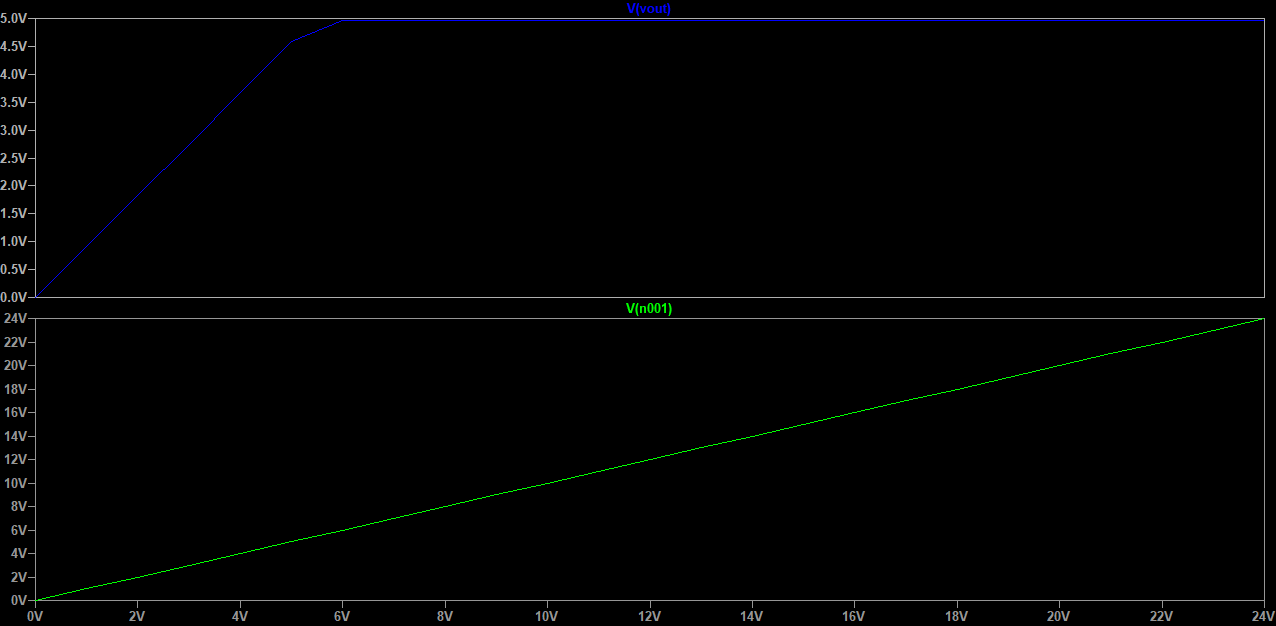 V(vout)
5.0V
4.5V
4.0V
3.5V
3.0V
2.5V
2.0V
1.5V
1.0V
0.5V
0.0V
V(n001)
24V
22V
20V
18V
16V
14V
12V
10V
8V
6V
4V
2V
0V
0V 2V 4V 6V 8V 10V 12V 14V 16V 18V 20V 22V 24V